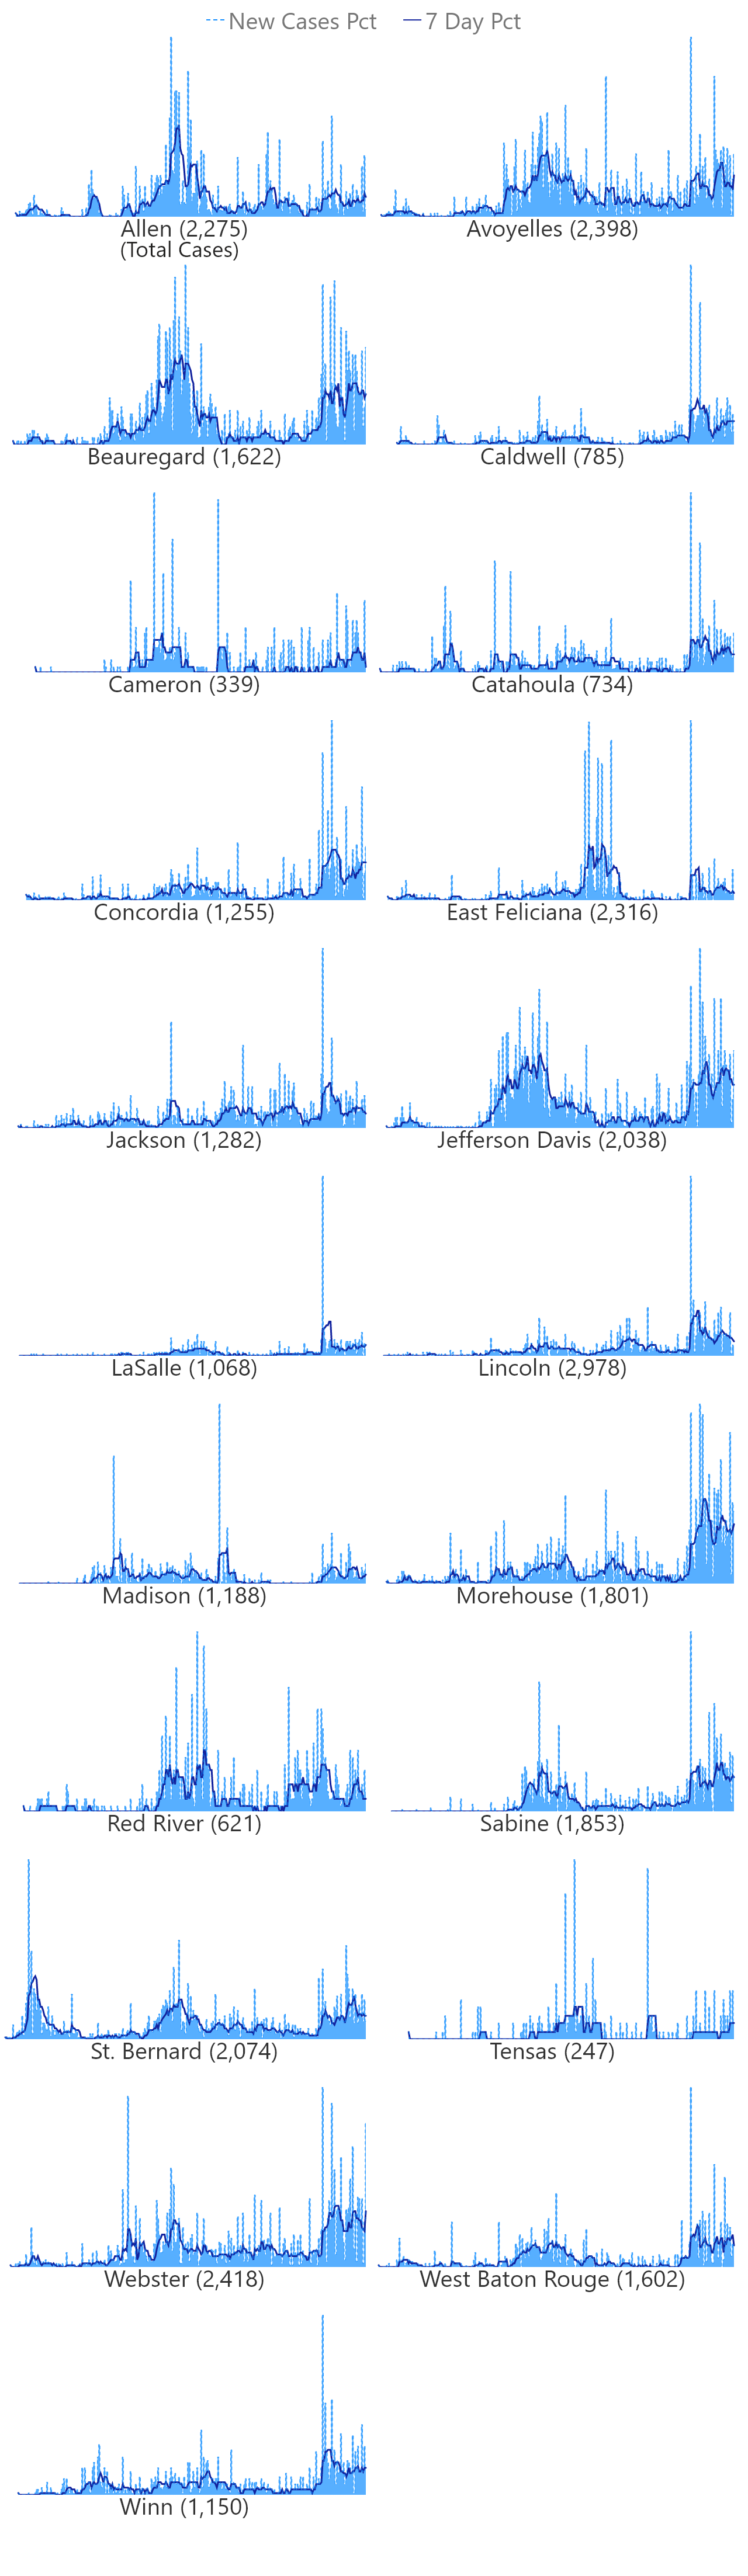 New Cases Pct 7 Day Pct
Allen (2,275) Avoyelles (2,398)
(Total Cases)
Beauregard (1,622) Caldwell (785)
Cameron (339) Catahoula (734)
Concordia (1,255) East Feliciana (2,316)
Jackson (1,282) Jefferson Davis (2,038)
LaSalle (1,068) Lincoln (2,978)
Madison (1,188) Morehouse (1,801)
Red River (621) Sabine (1,853)
St. Bernard (2,074) Tensas (247)
Webster (2,418) West Baton Rouge (1,602)
Winn (1,150)